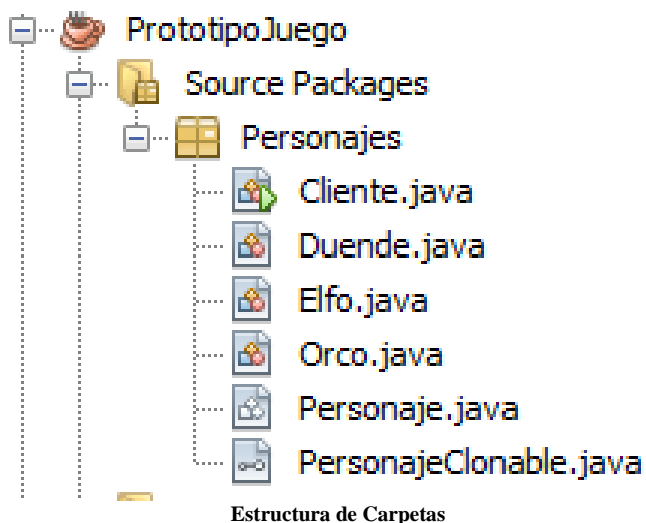 PrototipoJuego
Source Packages
Personajes
Cliente.java
Duende.java
Elfo.java
Orco.java
Personaje.java
PersonajeClonable.java
Estructura de Carpetas